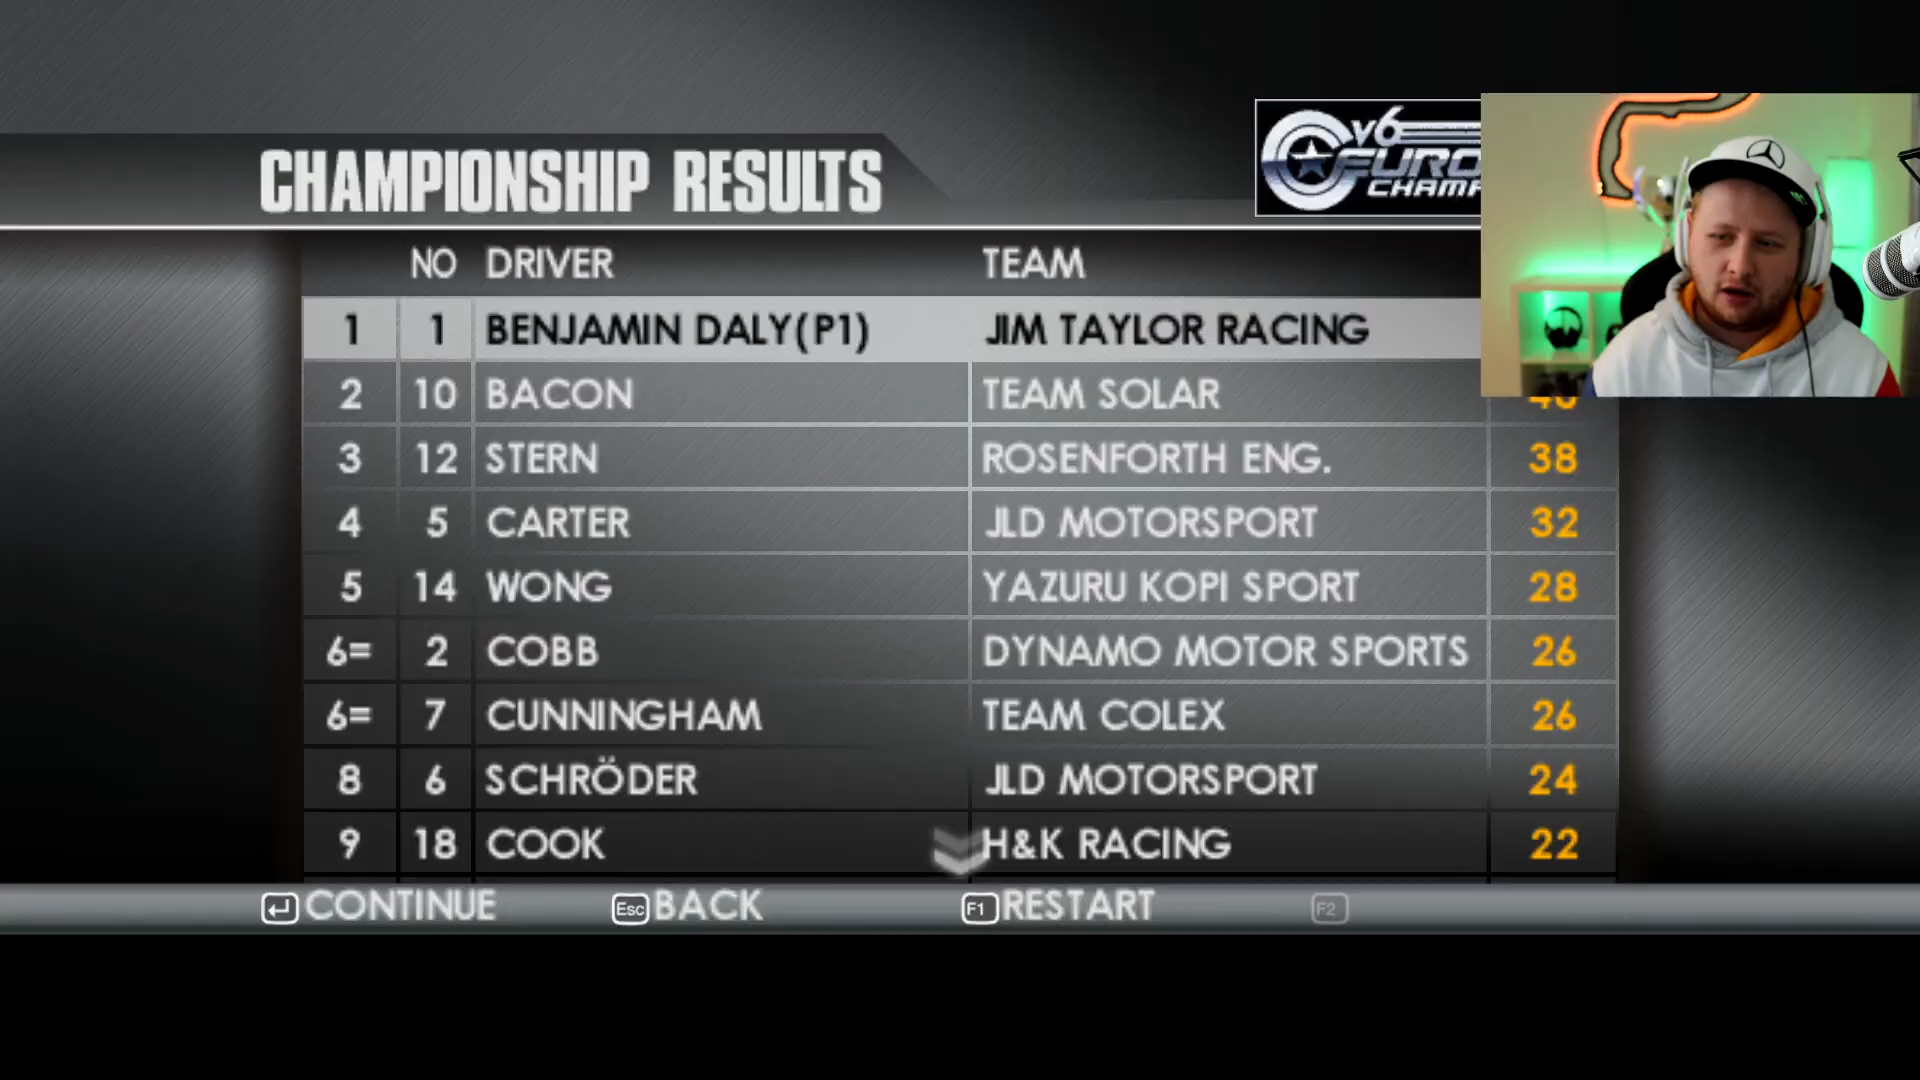 CHAMPIONSHIP RESULTS
V6
EURO
CHAMP
NO DRIVER TEAM
1 1 BENJAMIN DALY(P1) JIM TAYLOR RACING
2 10 BACON TEAM SOLAR
3 12 STERN ROSENFORTH ENG. 38
4 5 CARTER JLD MOTORSPORT 32
5 14 WONG YAZURU KOPI SPORT 28
6= 2 COBB DYNAMO MOTOR SPORTS 26
6= 7 CUNNINGHAM TEAM COLEX 26
8 6 SCHRÖDER JLD MOTORSPORT 24
9 18 COOK H&K RACING 22
CONTINUE Esc BACK F1 RESTART F2